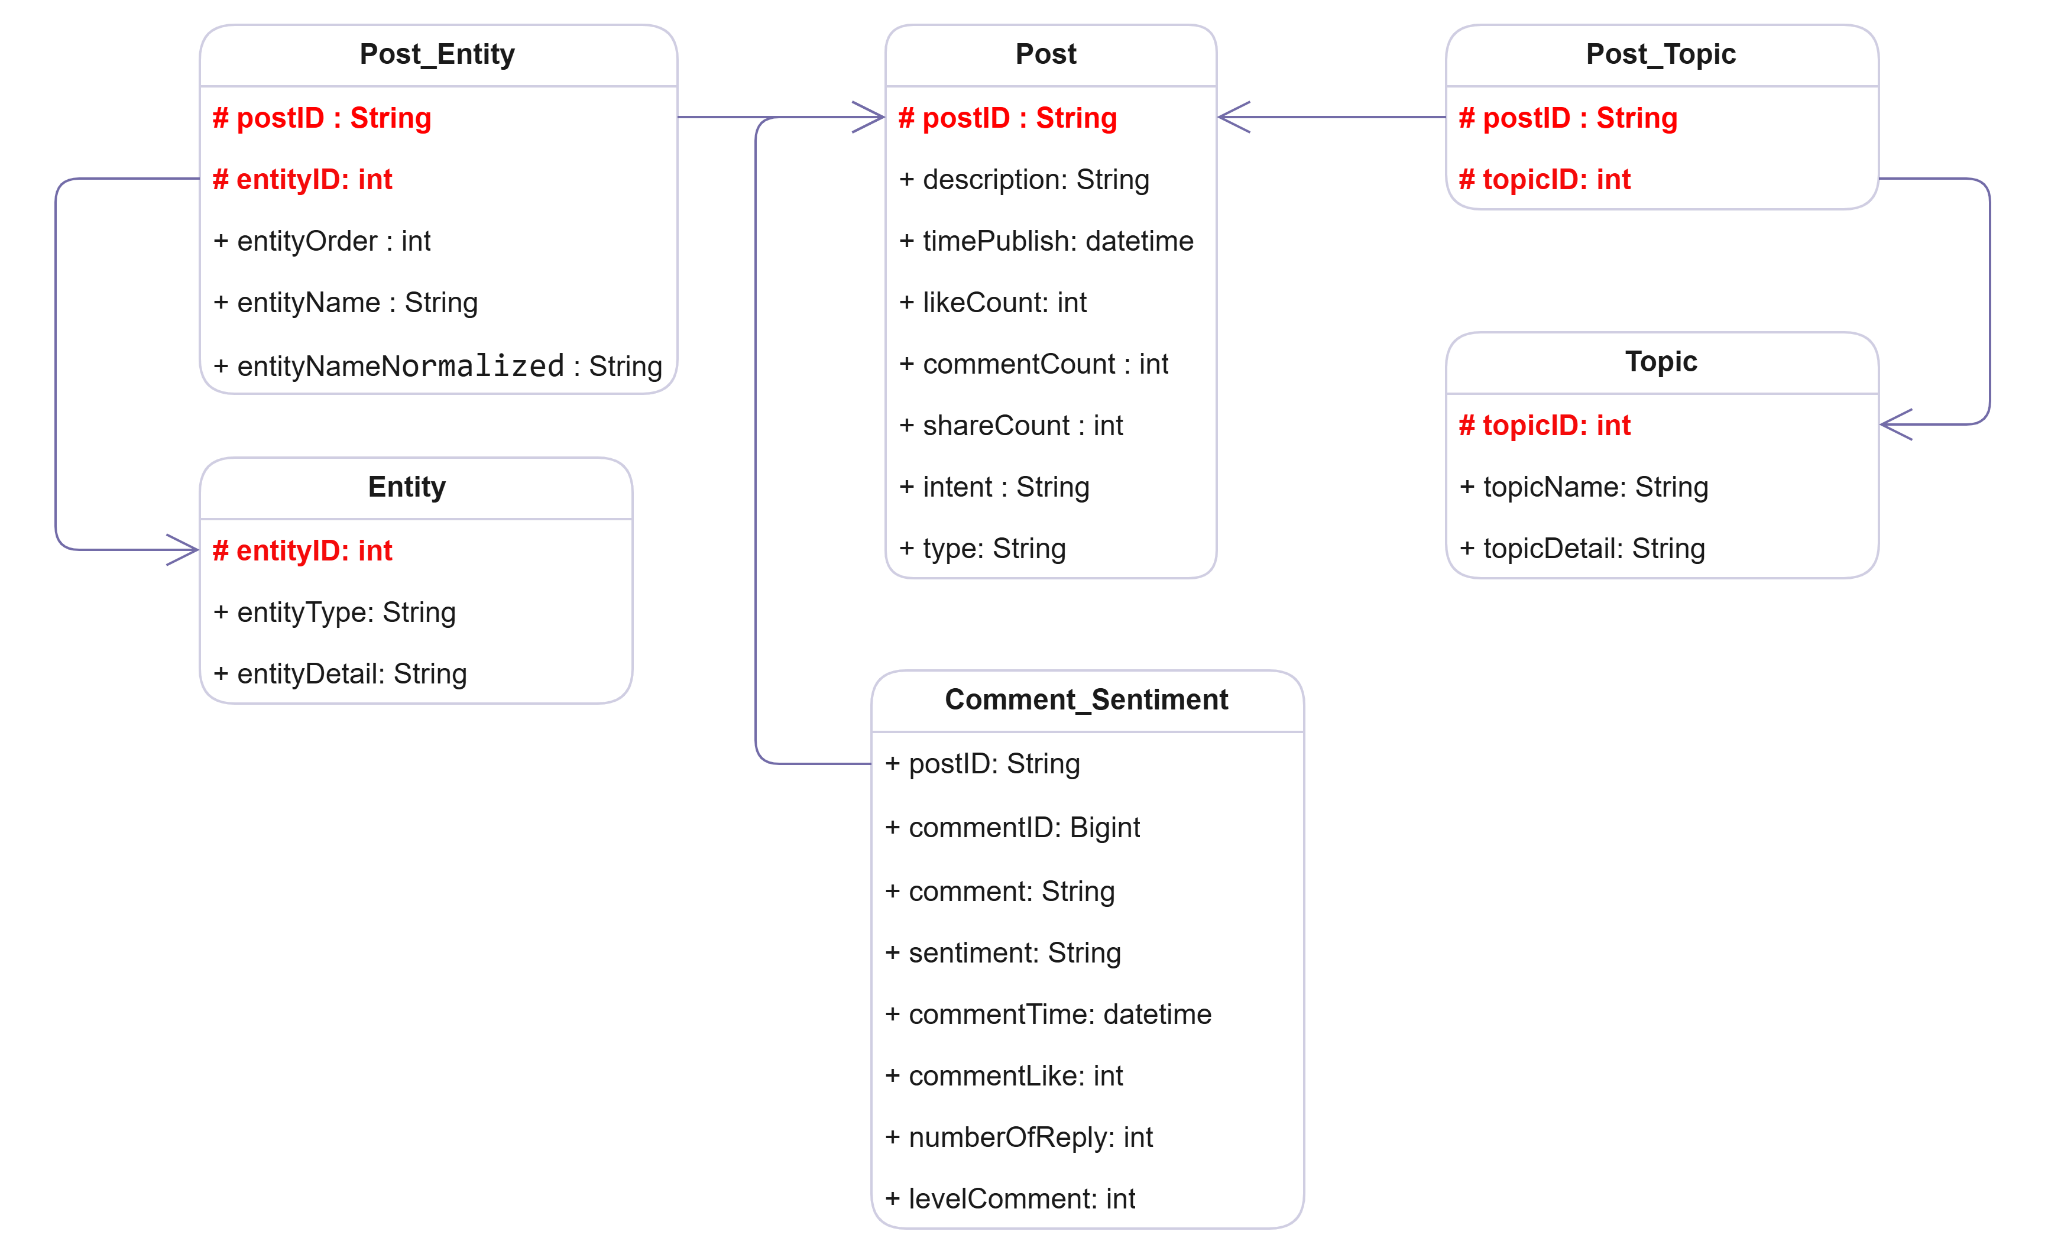 Post_Entity
# postID : String
# entityID: int
+ entityOrder : int
+ entityName : String
+ entityNameNormalized : String
Entity
# entityID: int
+ entityType: String
+ entityDetail: String
Post
# postID : String
+ description: String
+ timePublish: datetime
+ likeCount: int
+ commentCount : int
+ shareCount : int
+ intent : String
+ type: String
Comment_Sentiment
+ postID: String
+ commentID: Bigint
+ comment: String
+ sentiment: String
+ commentTime: datetime
+ commentLike: int
+ numberOfReply: int
+ levelComment: int
Post_Topic
# postID : String
# topicID: int
Topic
# topicID: int
+ topicName: String
+ topicDetail: String